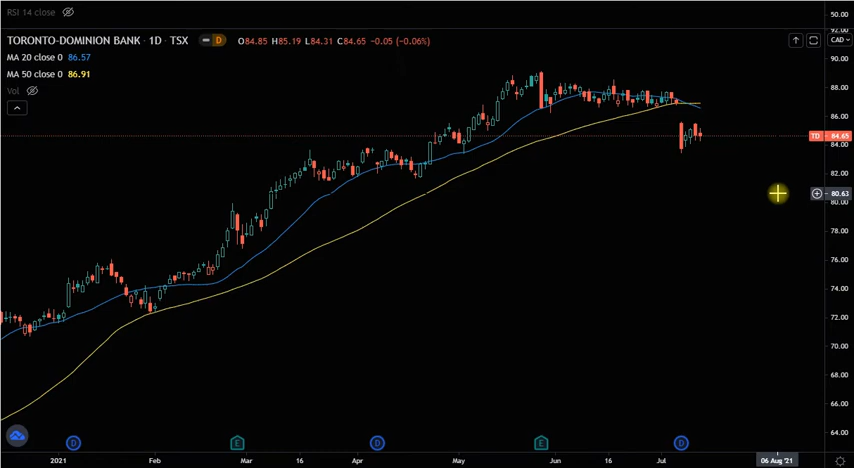 RSI 14 close
50.00
92.00
TORONTO-DOMINION BANK · 1D · TSX D O84.85 H85.19 L84.31 C84.65 -0.05 (-0.06%) CAD
MA 20 close 0 86.57
90.00
MA 50 close 0 86.91
88.00
Vol
86.00
TD 84.65
84.00
82.00
80.63
80.00
78.00
76.00
74.00
72.00
70.00
68.00
66.00
64.00
D E D E D
2021 Feb Mar 16 Apr May Jun 16 Jul 06 Aug '21